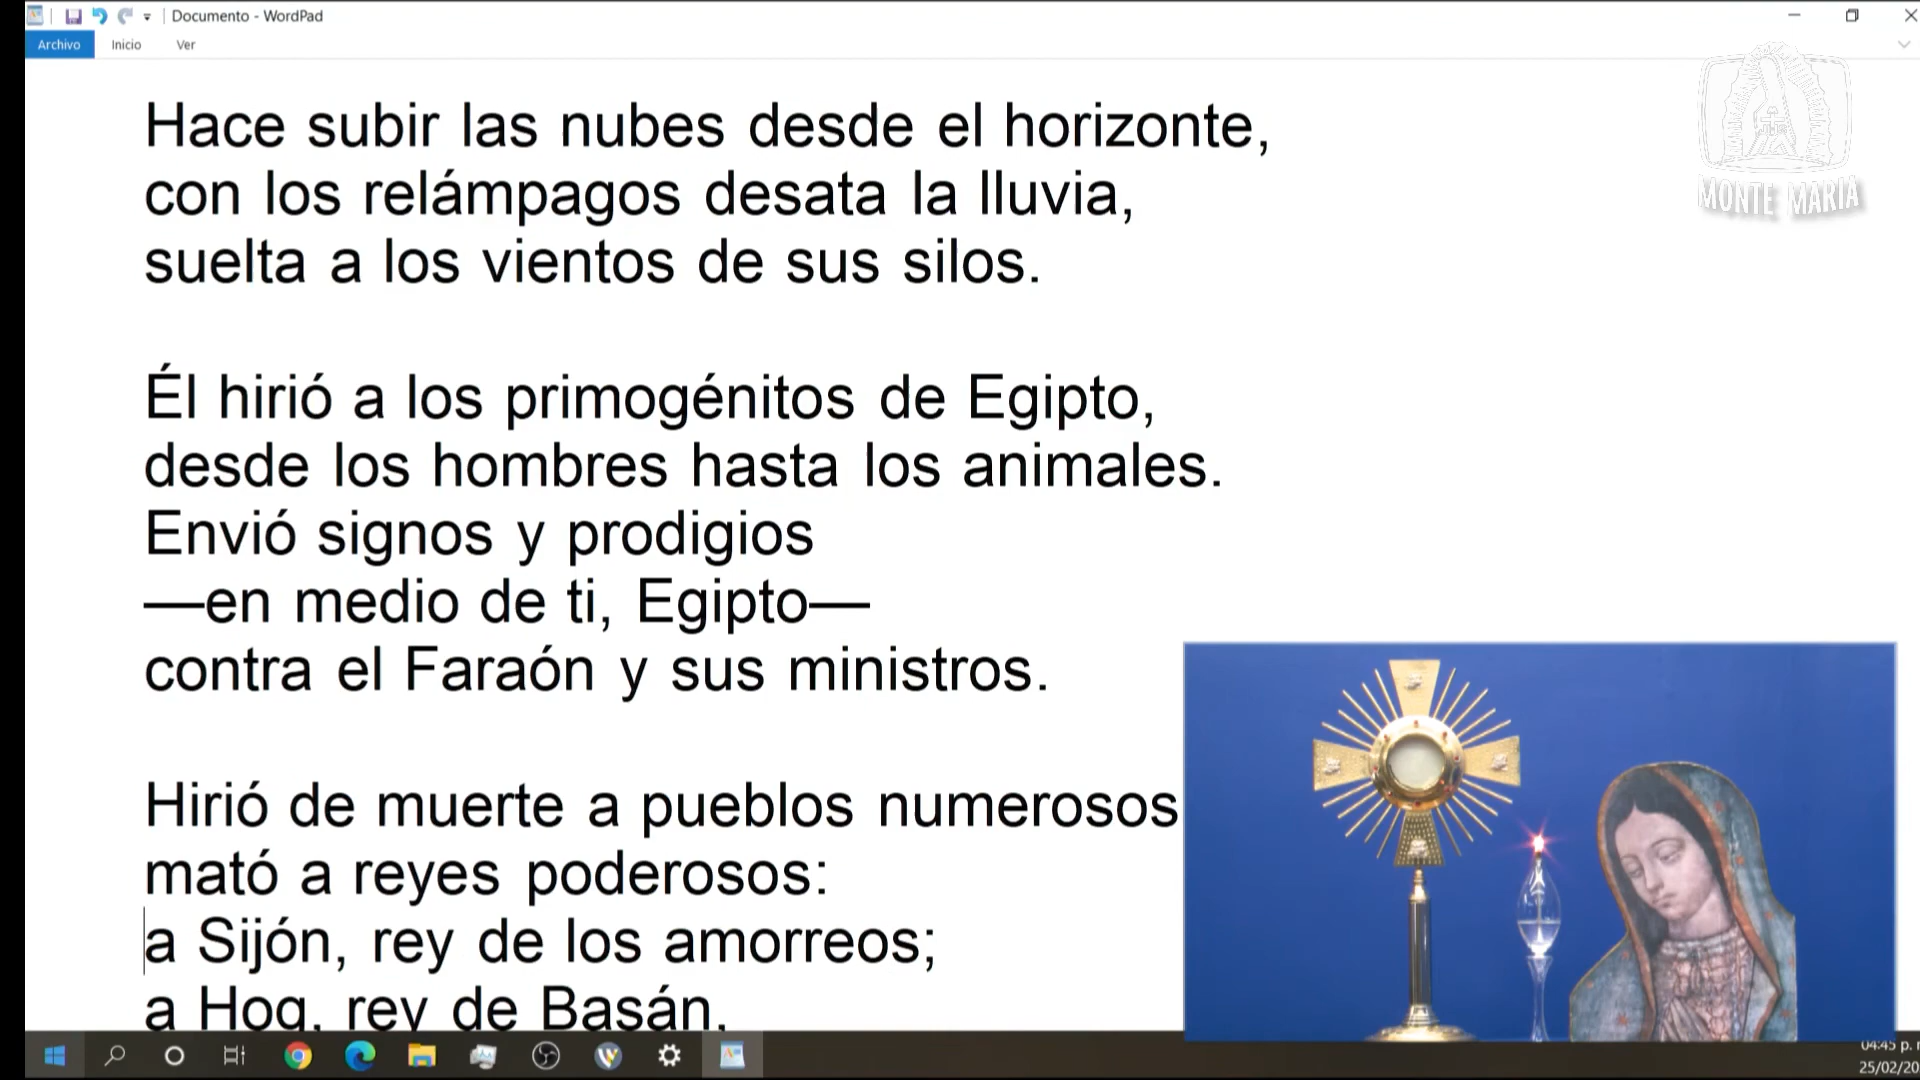 Documento - WordPad
Archivo Inicio Ver
MONTE MARIA
Hace subir las nubes desde el horizonte,
con los relámpagos desata la lluvia,
suelta a los vientos de sus silos.
Él hirió a los primogénitos de Egipto,
desde los hombres hasta los animales.
Envió signos y prodigios
—en medio de ti, Egipto—
contra el Faraón y sus ministros.
Hirió de muerte a pueblos numerosos
mató a reyes poderosos:
a Sijón, rey de los amorreos;
a Hog, rey de Basán,
04:45 p.
25/02/20